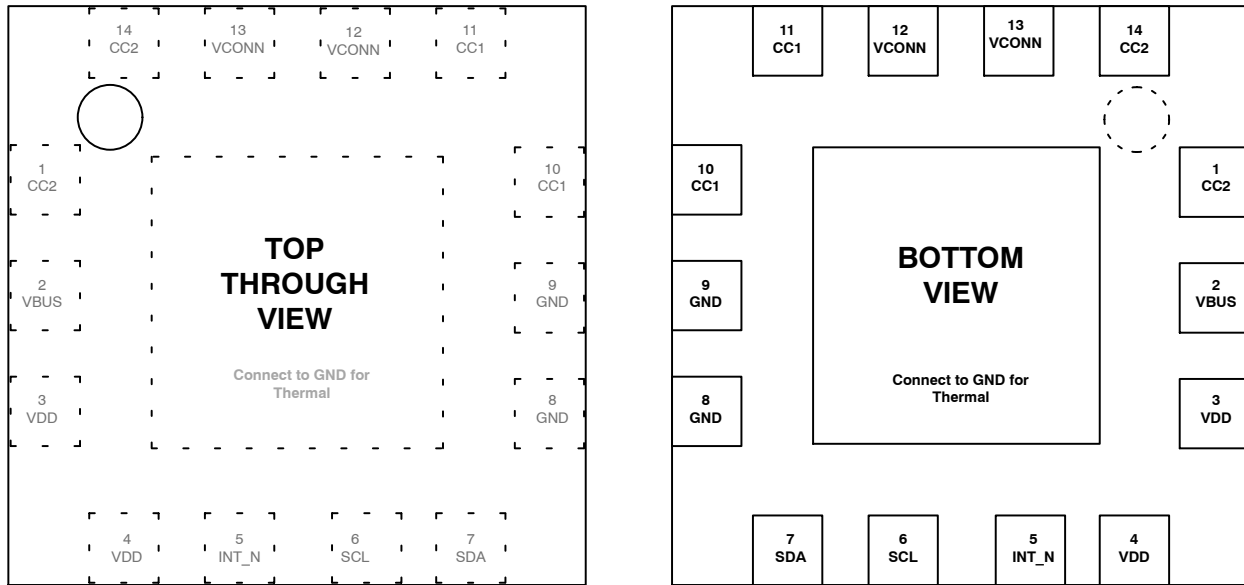 14
CC2
13
VCONN
12
VCONN
11
CC1
1
CC2
10
CC1
TOP
THROUGH
VIEW
2
VBUS
9
GND
Connect to GND for
Thermal
3
VDD
8
GND
4
VDD
5
INT_N
6
SCL
7
SDA
11
CC1
12
VCONN
13
VCONN
14
CC2
10
CC1
1
CC2
BOTTOM
VIEW
9
GND
2
VBUS
Connect to GND for
Thermal
8
GND
3
VDD
7
SDA
6
SCL
5
INT_N
4
VDD